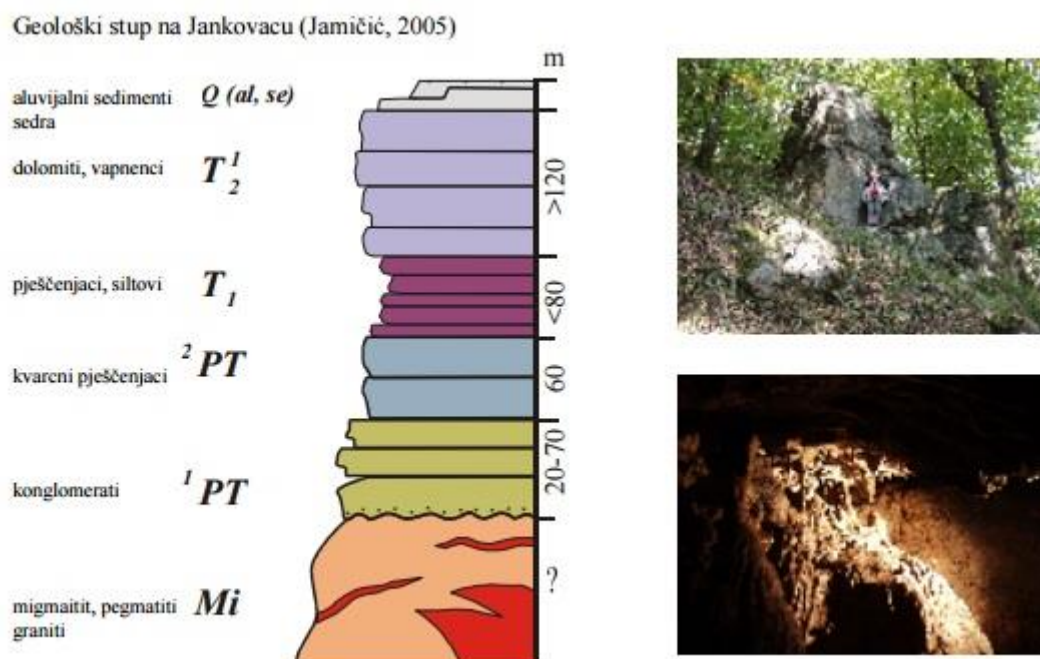 Geološki stup na Jankovacu (Jamičić, 2005)
m
aluvijalni sedimenti
sedra
Q (al, se)
dolomiti, vapnenci
T 1 2
>120
pješčenjaci, siltovi
T 1
<80
kvarcni pješčenjaci
2 PT
60
konglomerati
1 PT
20-70
migmaitit, pegmatiti
graniti
Mi
?